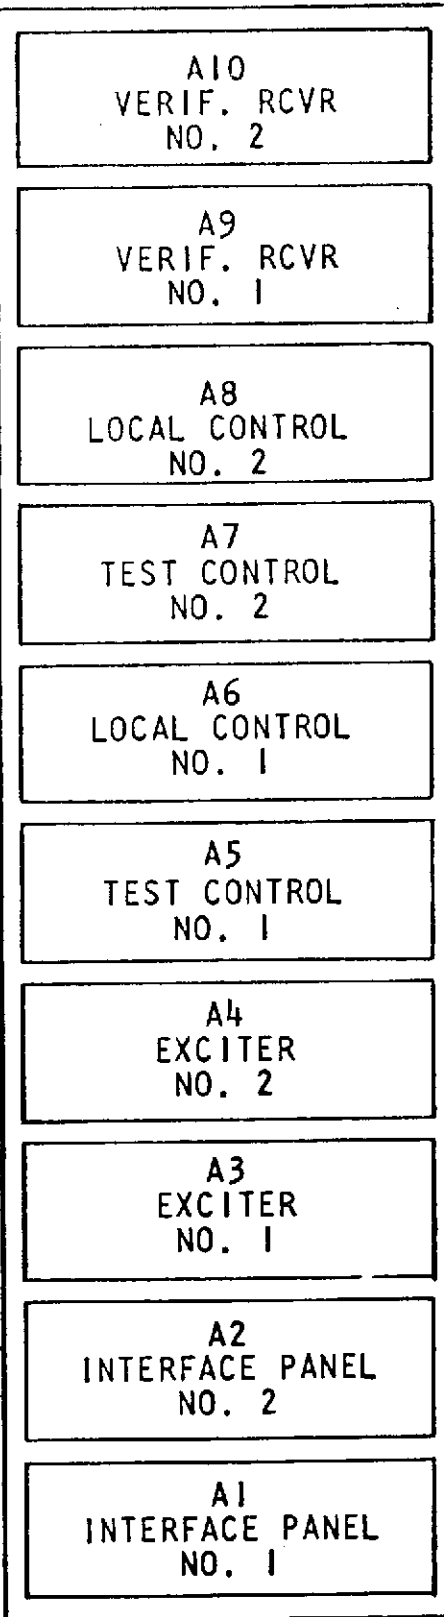 A10
VERIF. RCVR
NO. 2
A9
VERIF. RCVR
NO. 1
A8
LOCAL CONTROL
NO. 2
A7
TEST CONTROL
NO. 2
A6
LOCAL CONTROL
NO. 1
A5
TEST CONTROL
NO. 1
A4
EXCITER
NO. 2
A3
EXCITER
NO. 1
A2
INTERFACE PANEL
NO. 2
A1
INTERFACE PANEL
NO. 1